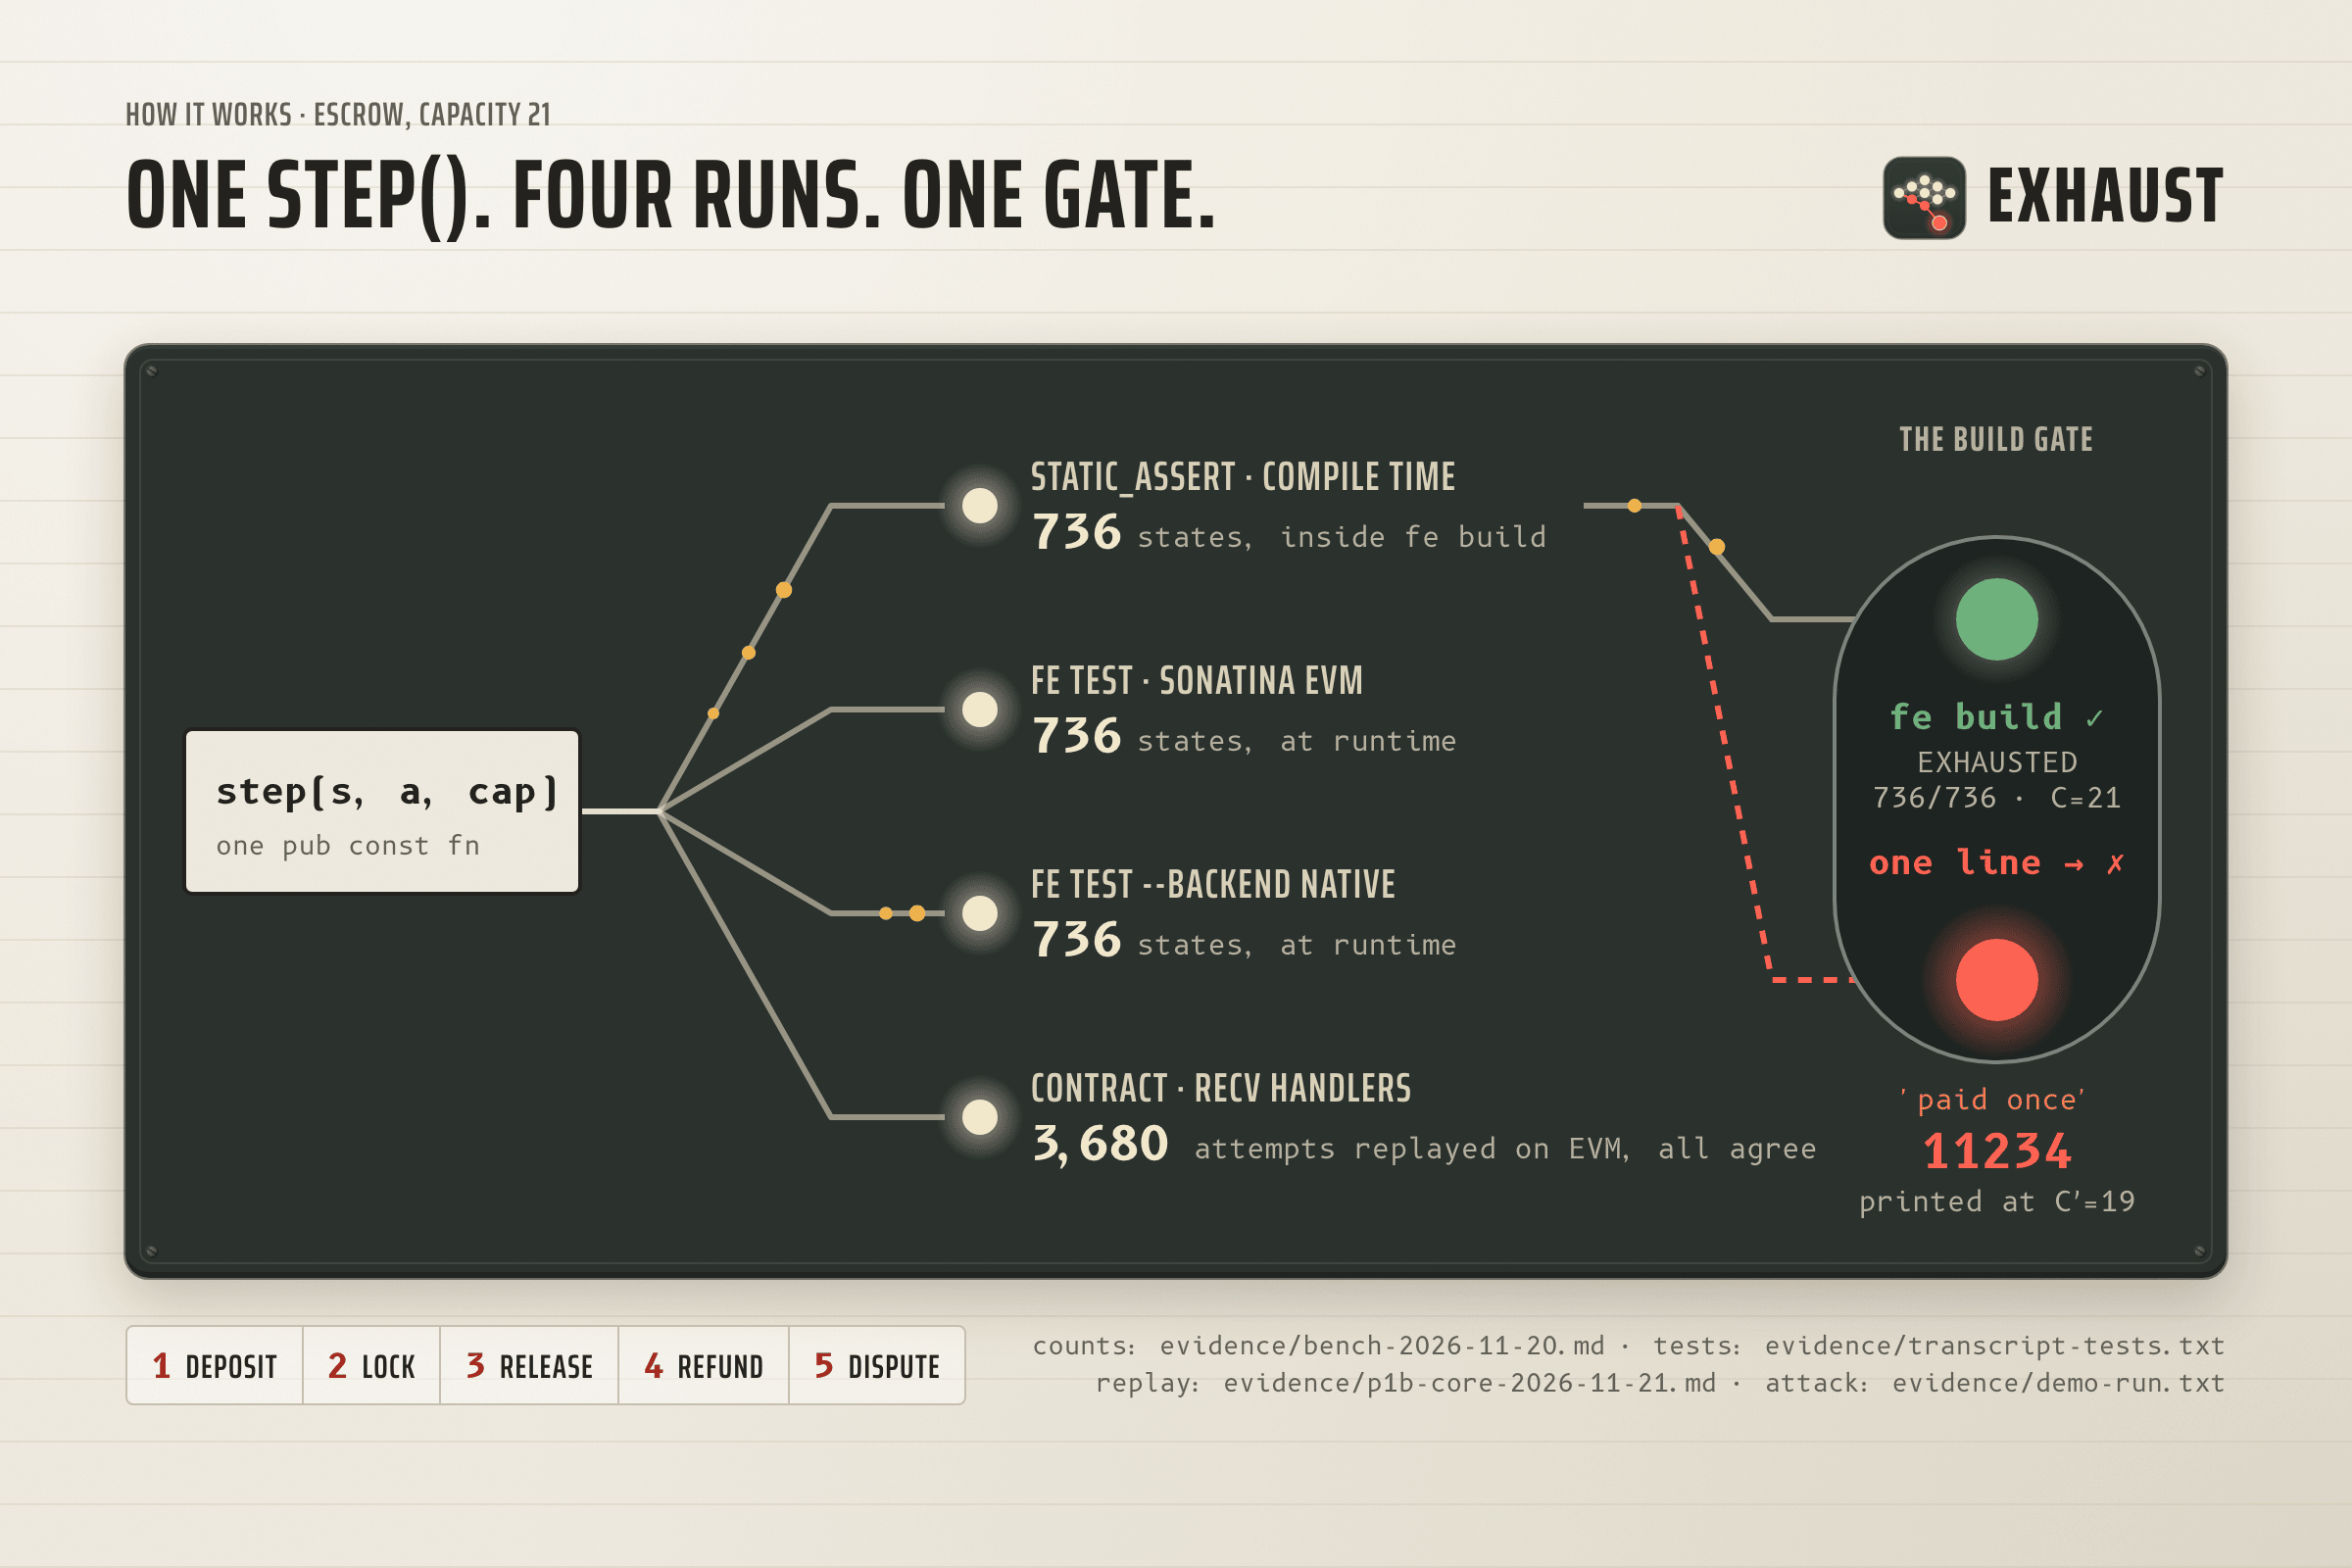 HOW IT WORKS · ESCROW, CAPACITY 21
ONE STEP(). FOUR RUNS. ONE GATE.
EXHAUST
THE BUILD GATE
STATIC_ASSERT · COMPILE TIME
736 states, inside fe build
FE TEST · SONATINA EVM
736 states, at runtime
step(s, a, cap)
one pub const fn
FE TEST --BACKEND NATIVE
736 states, at runtime
CONTRACT · RECV HANDLERS
3,680 attempts replayed on EVM, all agree
fe build ✓
EXHAUSTED
736/736 · C=21
one line → ✗
'paid once'
11234
printed at C'=19
1 DEPOSIT
2 LOCK
3 RELEASE
4 REFUND
5 DISPUTE
counts: evidence/bench-2026-11-20.md · tests: evidence/transcript-tests.txt
replay: evidence/p1b-core-2026-11-21.md · attack: evidence/demo-run.txt